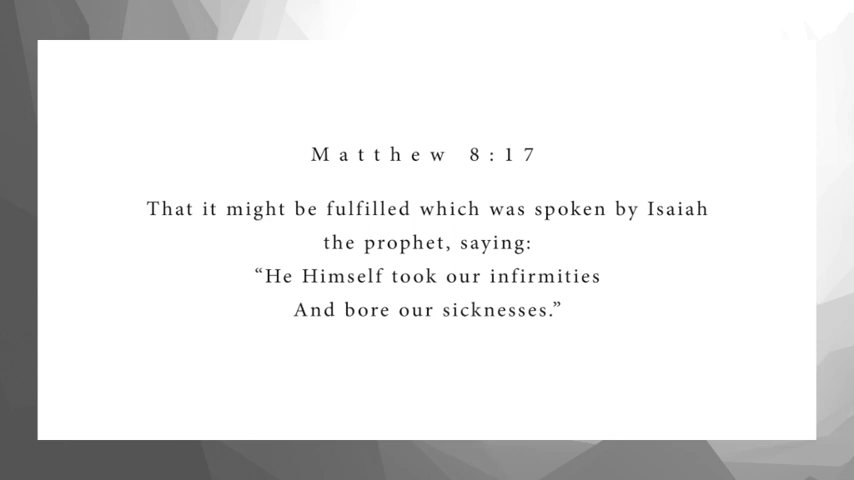 Matthew 8:17
That it might be fulfilled which was spoken by Isaiah
the prophet, saying:
“He Himself took our infirmities
And bore our sicknesses.”